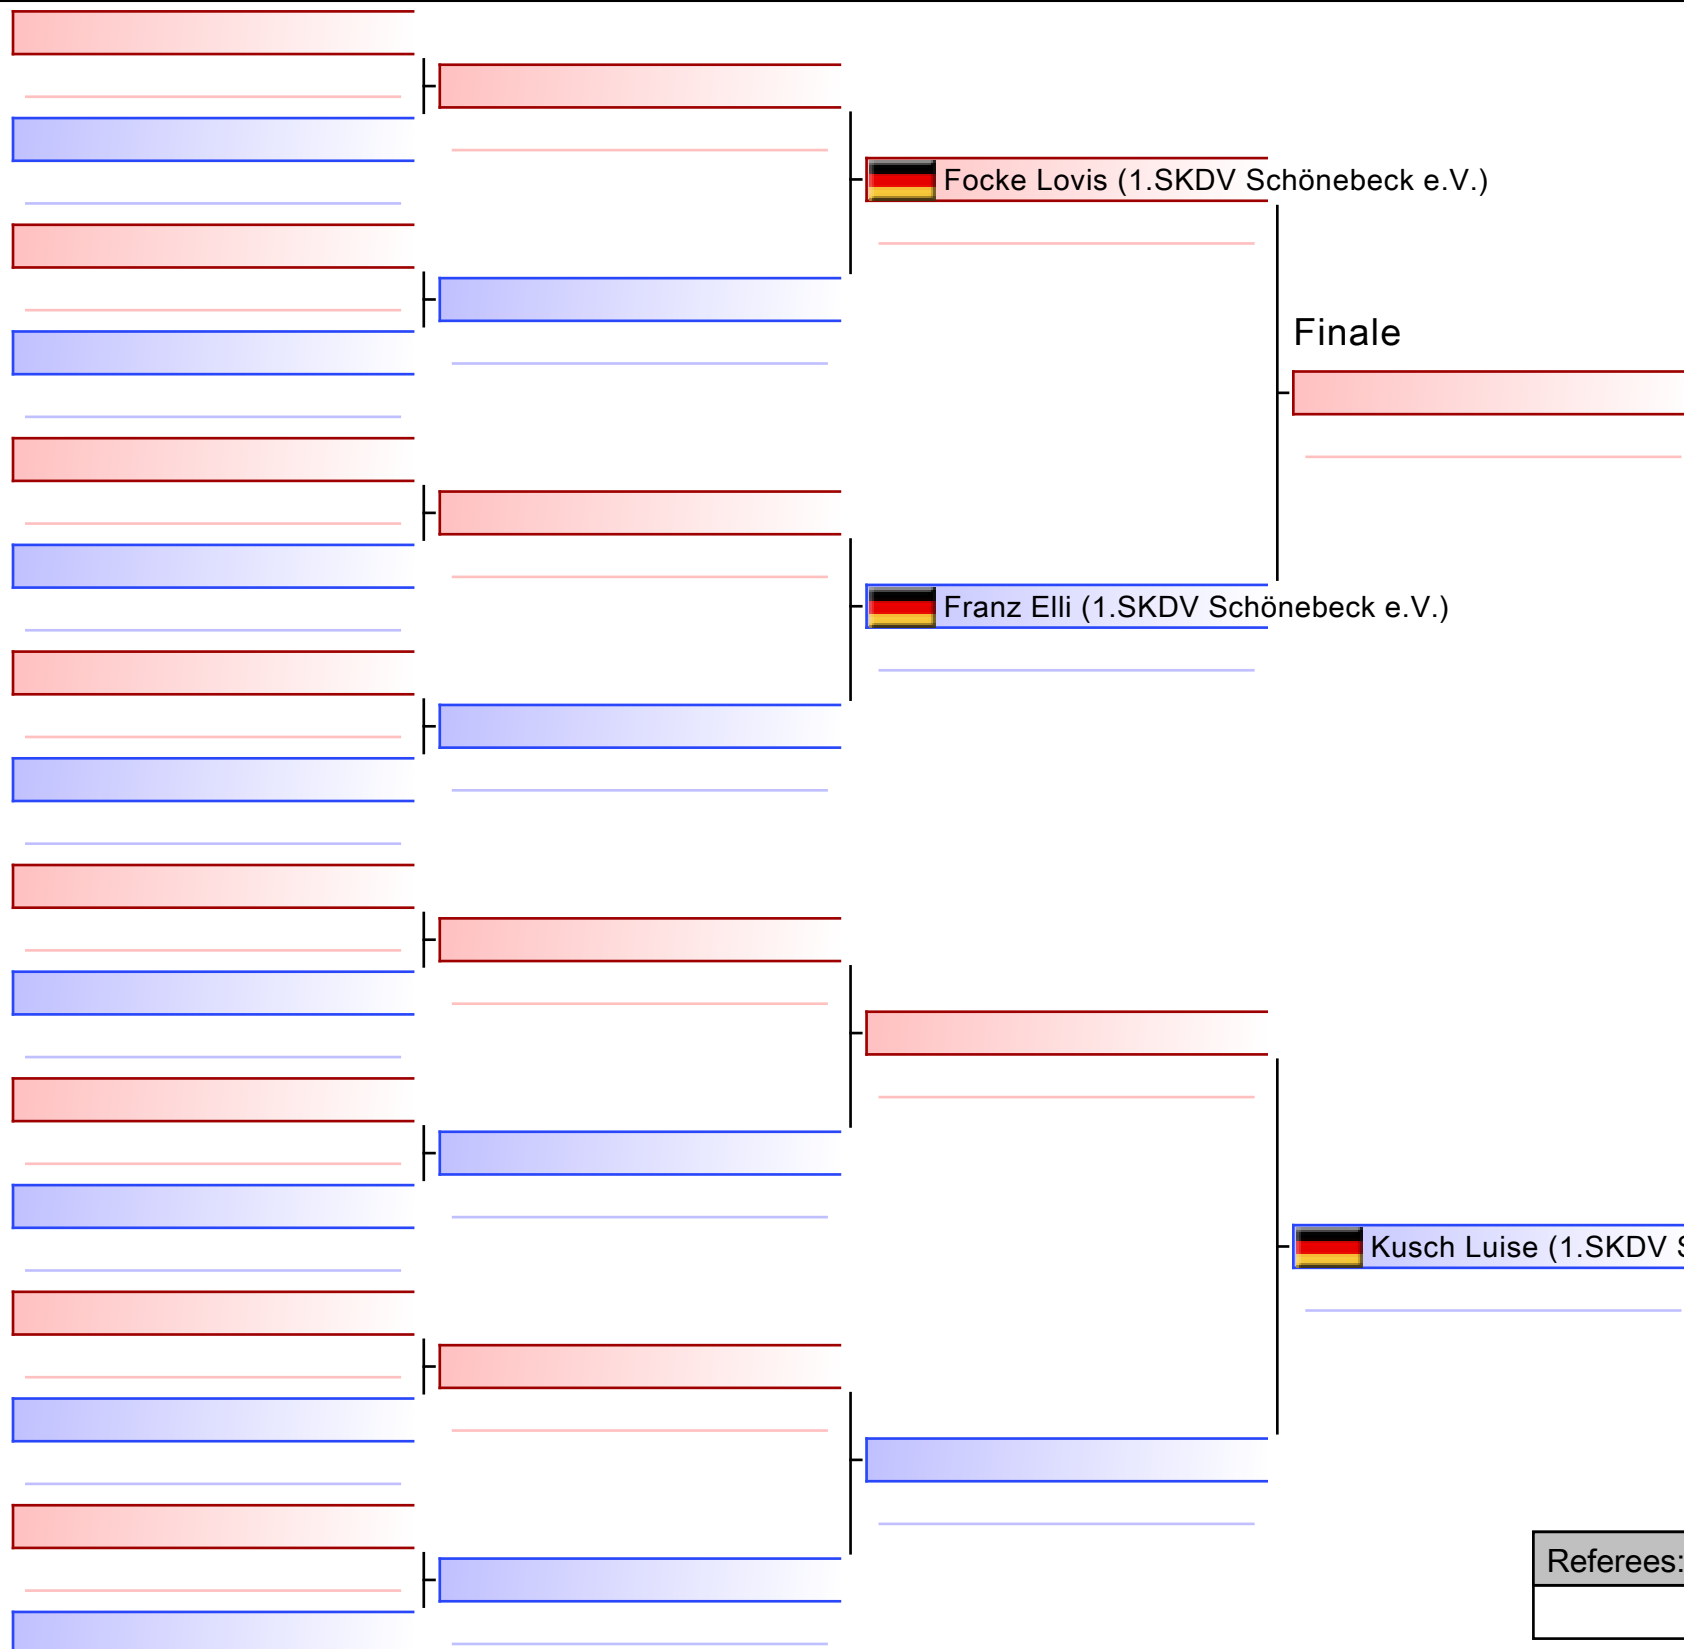 Focke Lovis (1.SKDV Schönebeck e.V.)
Finale
Franz Elli (1.SKDV Schönebeck e.V.)
Kusch Luise (1.SKDV
Referees: